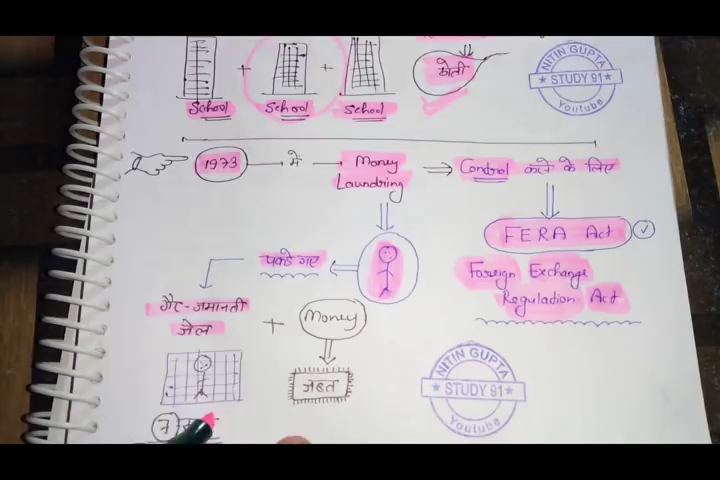 School + School + School
खेती
NITIN GUPTA
STUDY 91
Youtube
1973 में Money Laundring ⇒ Control करने के लिए
FERA Act
Foreign Exchange
Regulation Act
पकडे गए
गैर-जमानती
जेल
+
Money
जब्त
7
NITIN GUPTA
STUDY 91
Youtube